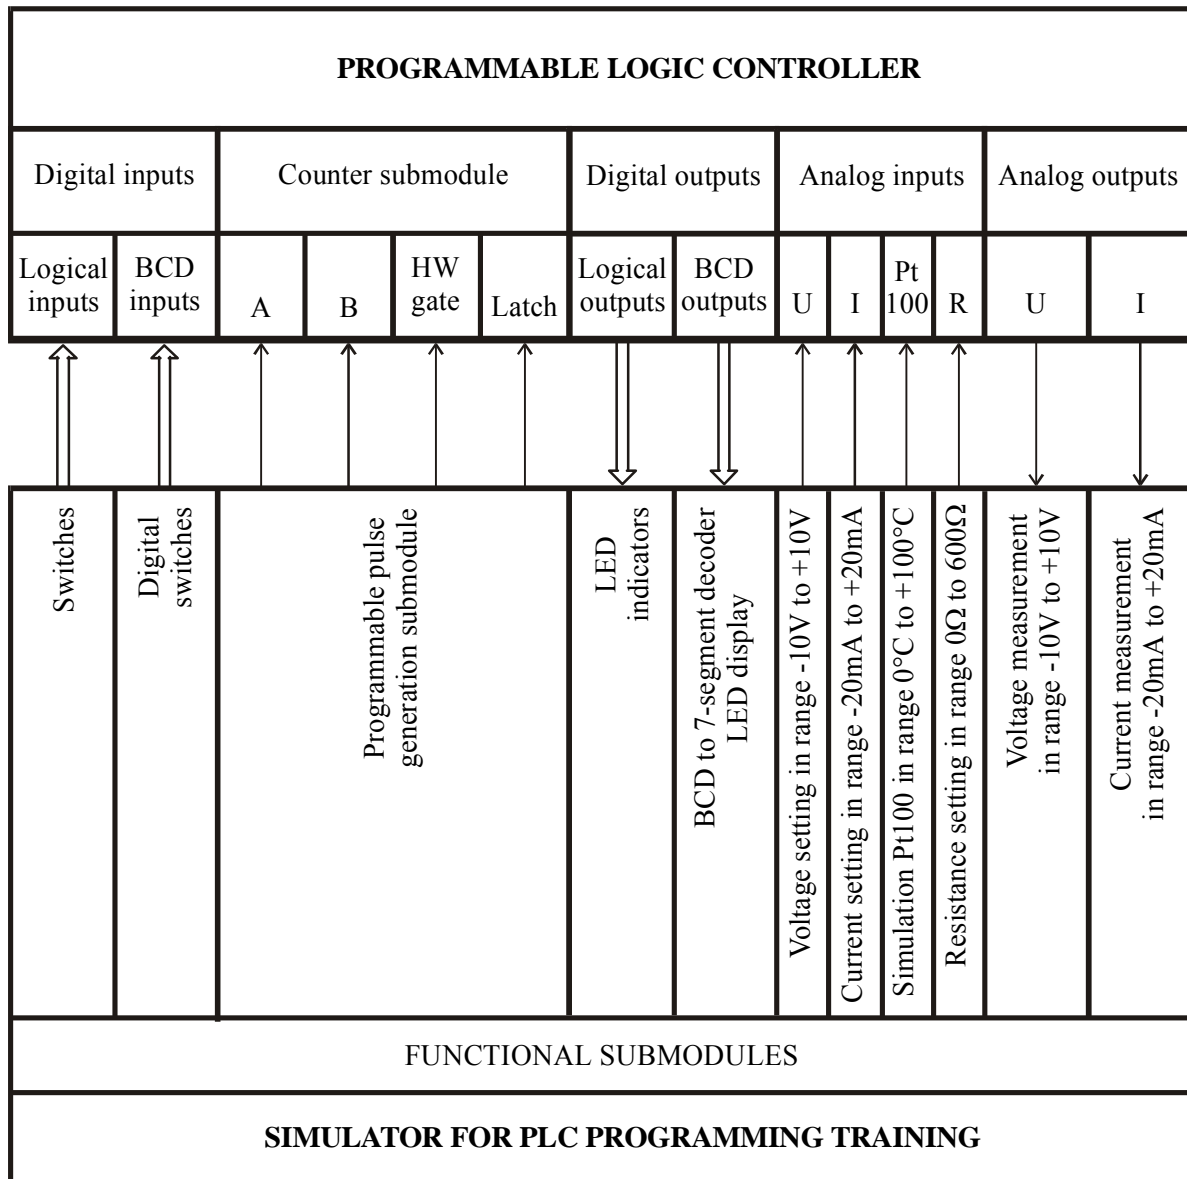 PROGRAMMABLE LOGIC CONTROLLER
Digital inputs
Counter submodule
Digital outputs
Analog inputs
Analog outputs
Logical
inputs
BCD
inputs
A
B
HW
gate
Latch
Logical
outputs
BCD
outputs
U
I
Pt
100
R
U
I
Switches
Digital
switches
Programmable pulse
generation submodule
LED
indicators
BCD to 7-segment decoder
LED display
Voltage setting in range -10V to +10V
Current setting in range -20mA to +20mA
Simulation Pt100 in range 0°C to +100°C
Resistance setting in range 0Ω to 600Ω
Voltage measurement
in range -10V to +10V
Current measurement
in range -20mA to +20mA
FUNCTIONAL SUBMODULES
SIMULATOR FOR PLC PROGRAMMING TRAINING